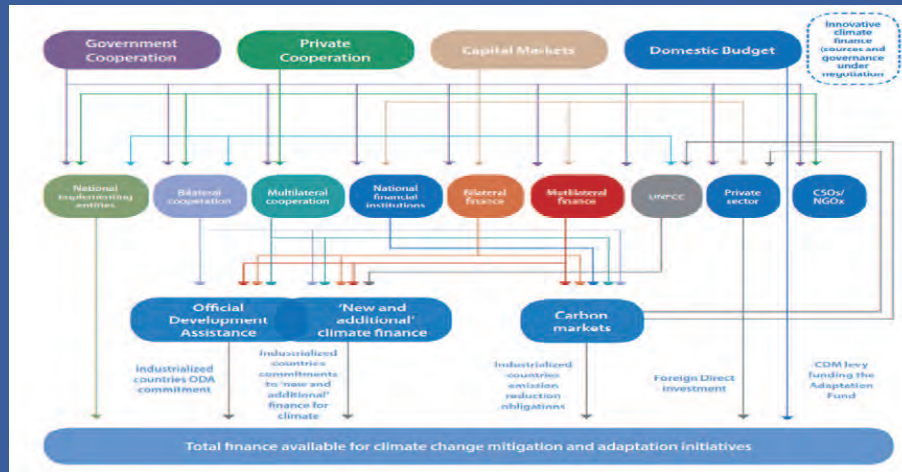 Government
Cooperation
Private
Cooperation
Capital Markets
Domestic Budget
Innovative
climate
finance
(sources and
governance
under
negotiation
National
implementing
entities
Bilateral
cooperation
Multilateral
cooperation
National
financial
institutions
Bilateral
finance
Mutlilateral
finance
UNFCC
Private
sector
CSOs/
NGOx
Official
Development
Assistance
'New and
additional'
climate finance
Carbon
markets
industrialized
countries ODA
commitment
Industrialized
countries
commitments
to 'new and
additional'
finance for
climate
Industrialized
countries
emission
reduction
obligations
Foreign Direct
investment
CDM levy
funding the
Adaptation
Fund
Total finance available for climate change mitigation and adaptation initiatives